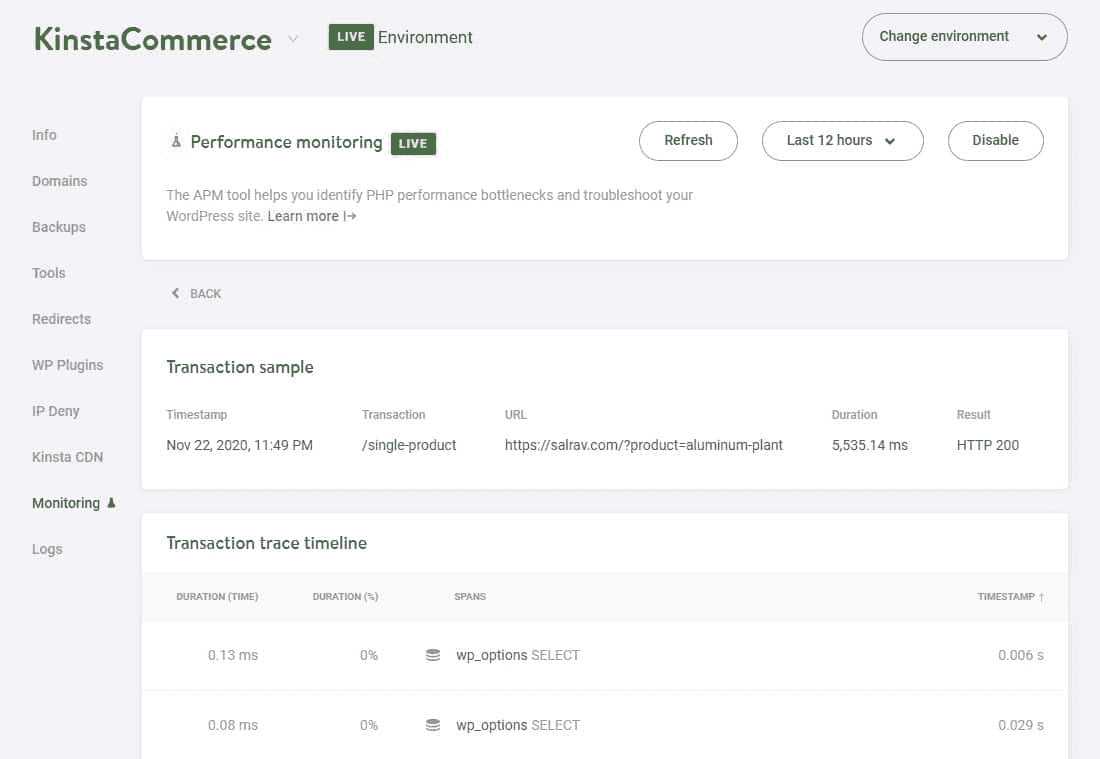 KinstaCommerce LIVE Environment Change environment
Info
Domains
Backups
Tools
Redirects
WP Plugins
IP Deny
Kinsta CDN
Monitoring
Logs
Performance monitoring LIVE Refresh Last 12 hours Disable
The APM tool helps you identify PHP performance bottlenecks and troubleshoot your
WordPress site. Learn more
BACK
Transaction sample
Timestamp Transaction URL Duration Result
Nov 22, 2020, 11:49 PM /single-product https://salrav.com/?product=aluminum-plant 5,535.14 ms HTTP 200
Transaction trace timeline
DURATION (TIME) DURATION (%) SPANS TIMESTAMP ↑
0.13 ms 0% wp_options SELECT 0.006 s
0.08 ms 0% wp_options SELECT 0.029 s